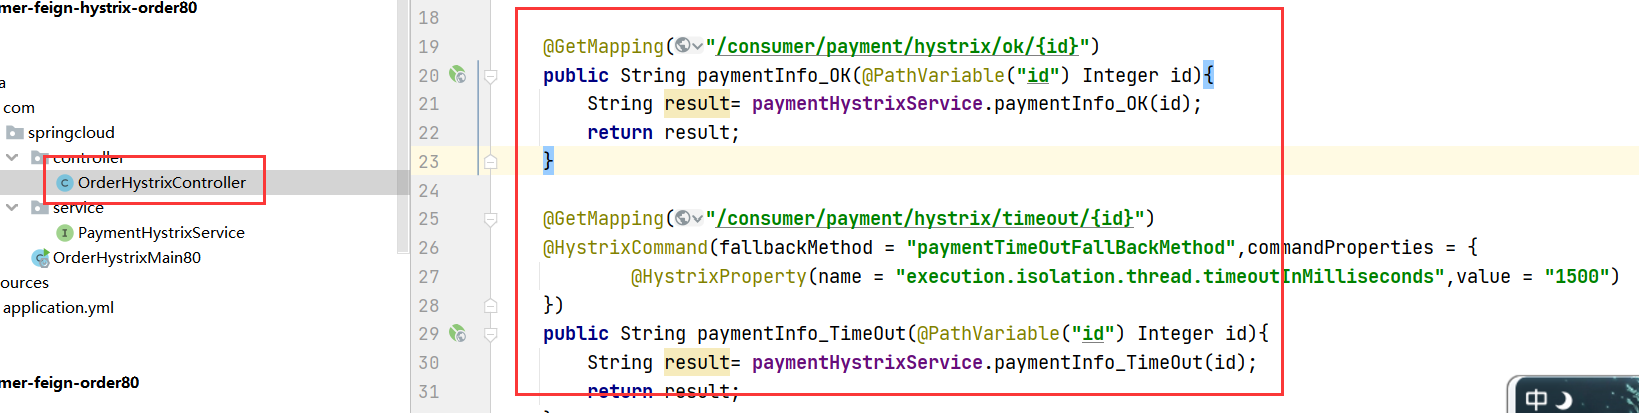 mer-feign-hystrix-order80
a
com
springcloud
controller
OrderHystrixController
service
PaymentHystrixService
OrderHystrixMain80
ources
application.yml
mer-feign-order80
18
19 @GetMapping("/consumer/payment/hystrix/ok/{id}")
20 public String paymentInfo_OK(@PathVariable("id") Integer id){
21 String result= paymentHystrixService.paymentInfo_OK(id);
22 return result;
23 }
24
25 @GetMapping("/consumer/payment/hystrix/timeout/{id}")
26 @HystrixCommand(fallbackMethod = "paymentTimeOutFallBackMethod",commandProperties = {
27 @HystrixProperty(name = "execution.isolation.thread.timeoutInMilliseconds",value = "1500")
28 })
29 public String paymentInfo_TimeOut(@PathVariable("id") Integer id){
30 String result= paymentHystrixService.paymentInfo_TimeOut(id);
31 return result;
中